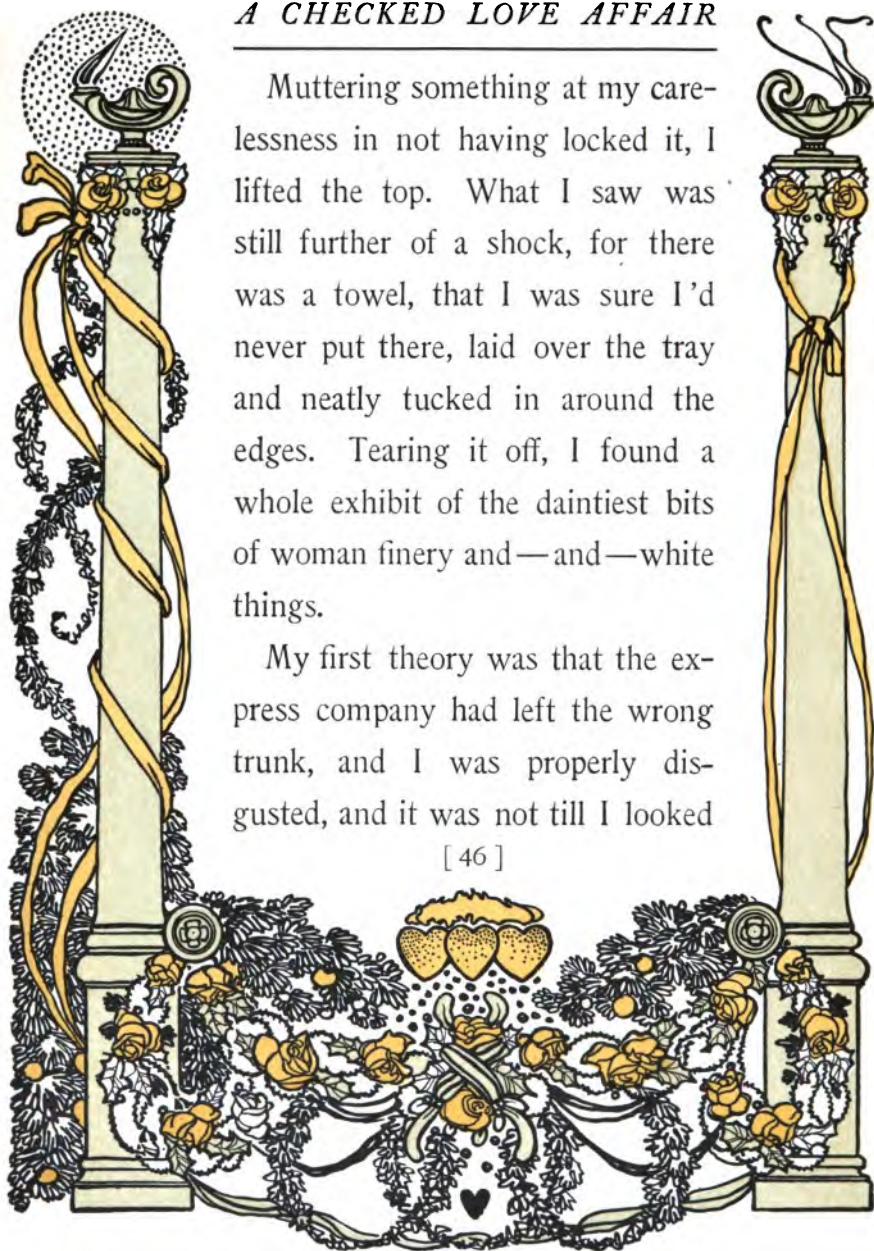 A CHECKED LOVE AFFAIR
Muttering something at my care-
lessness in not having locked it, I
lifted the top. What I saw was
still further of a shock, for there
was a towel, that I was sure I'd
never put there, laid over the tray
and neatly tucked in around the
edges. Tearing it off, I found a
whole exhibit of the daintiest bits
of woman finery and—and—white
things.
My first theory was that the ex-
press company had left the wrong
trunk, and I was properly dis-
gusted, and it was not till I looked
[ 46 ]